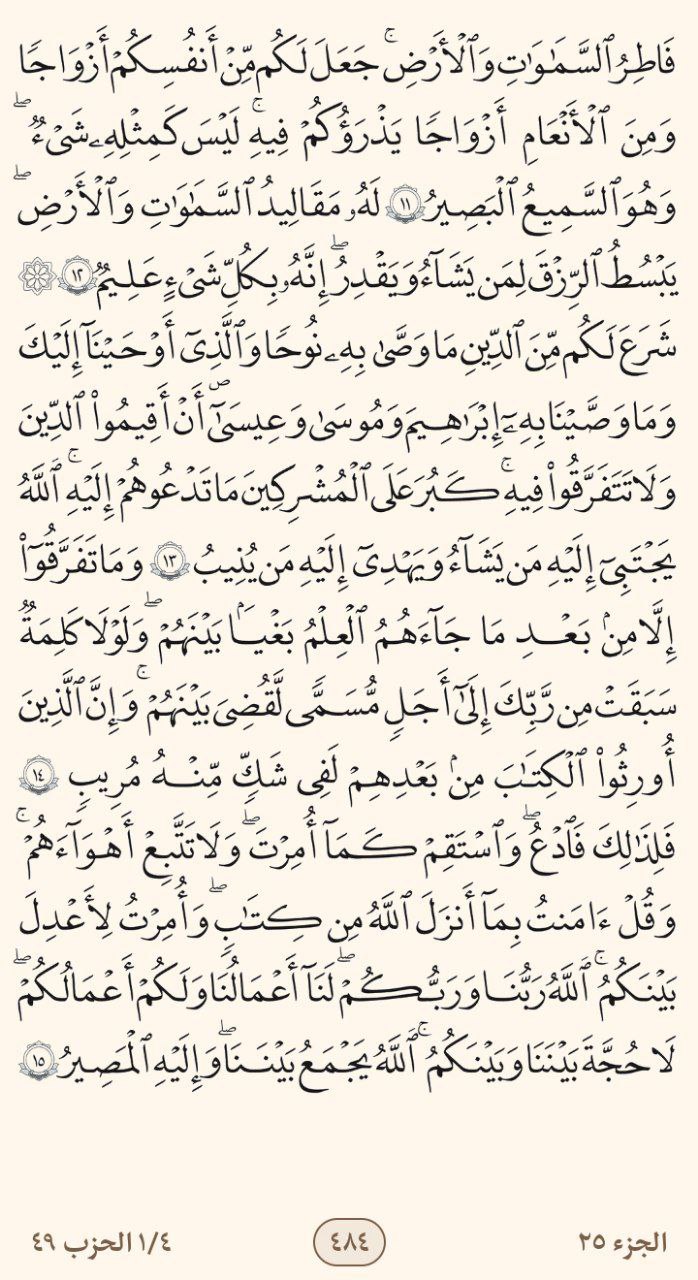 فَاطِرُ ٱلسَّمَٰوَٰتِ وَٱلْأَرْضِ ۚ جَعَلَ لَكُم مِّنْ أَنفُسِكُمْ أَزْوَٰجًا
وَمِنَ ٱلْأَنْعَٰمِ أَزْوَٰجًا يَذْرَؤُكُمْ فِيهِ ۚ لَيْسَ كَمِثْلِهِۦ شَىْءٌ ۖ
وَهُوَ ٱلسَّمِيعُ ٱلْبَصِيرُ ١١ لَهُۥ مَقَالِيدُ ٱلسَّمَٰوَٰتِ وَٱلْأَرْضِ ۖ
يَبْسُطُ ٱلرِّزْقَ لِمَن يَشَآءُ وَيَقْدِرُ ۖ إِنَّهُۥ بِكُلِّ شَىْءٍ عَلِيمٌ ١٢ ۞
شَرَعَ لَكُم مِّنَ ٱلدِّينِ مَا وَصَّىٰ بِهِۦ نُوحًا وَٱلَّذِىٓ أَوْحَيْنَآ إِلَيْكَ
وَمَا وَصَّيْنَا بِهِۦٓ إِبْرَٰهِيمَ وَمُوسَىٰ وَعِيسَىٰٓ ۖ أَنْ أَقِيمُوا۟ ٱلدِّينَ
وَلَا تَتَفَرَّقُوا۟ فِيهِ ۚ كَبُرَ عَلَى ٱلْمُشْرِكِينَ مَا تَدْعُوهُمْ إِلَيْهِ ۚ ٱللَّهُ
يَجْتَبِىٓ إِلَيْهِ مَن يَشَآءُ وَيَهْدِىٓ إِلَيْهِ مَن يُنِيبُ ١٣ وَمَا تَفَرَّقُوٓا۟
إِلَّا مِنۢ بَعْدِ مَا جَآءَهُمُ ٱلْعِلْمُ بَغْيًۢا بَيْنَهُمْ ۚ وَلَوْلَا كَلِمَةٌ
سَبَقَتْ مِن رَّبِّكَ إِلَىٰٓ أَجَلٍ مُّسَمًّى لَّقُضِىَ بَيْنَهُمْ ۚ وَإِنَّ ٱلَّذِينَ
أُورِثُوا۟ ٱلْكِتَٰبَ مِنۢ بَعْدِهِمْ لَفِى شَكٍّ مِّنْهُ مُرِيبٍ ١٤
فَلِذَٰلِكَ فَٱدْعُ ۖ وَٱسْتَقِمْ كَمَآ أُمِرْتَ ۖ وَلَا تَتَّبِعْ أَهْوَآءَهُمْ ۚ
وَقُلْ ءَامَنتُ بِمَآ أَنزَلَ ٱللَّهُ مِن كِتَٰبٍ ۖ وَأُمِرْتُ لِأَعْدِلَ
بَيْنَكُمُ ۚ ٱللَّهُ رَبُّنَا وَرَبُّكُمْ ۖ لَنَآ أَعْمَٰلُنَا وَلَكُمْ أَعْمَٰلُكُمْ ۖ
لَا حُجَّةَ بَيْنَنَا وَبَيْنَكُمُ ۚ ٱللَّهُ يَجْمَعُ بَيْنَنَا ۖ وَإِلَيْهِ ٱلْمَصِيرُ ١٥
الجزء ٢٥ ٤٨٤ ١/٤ الحزب ٤٩